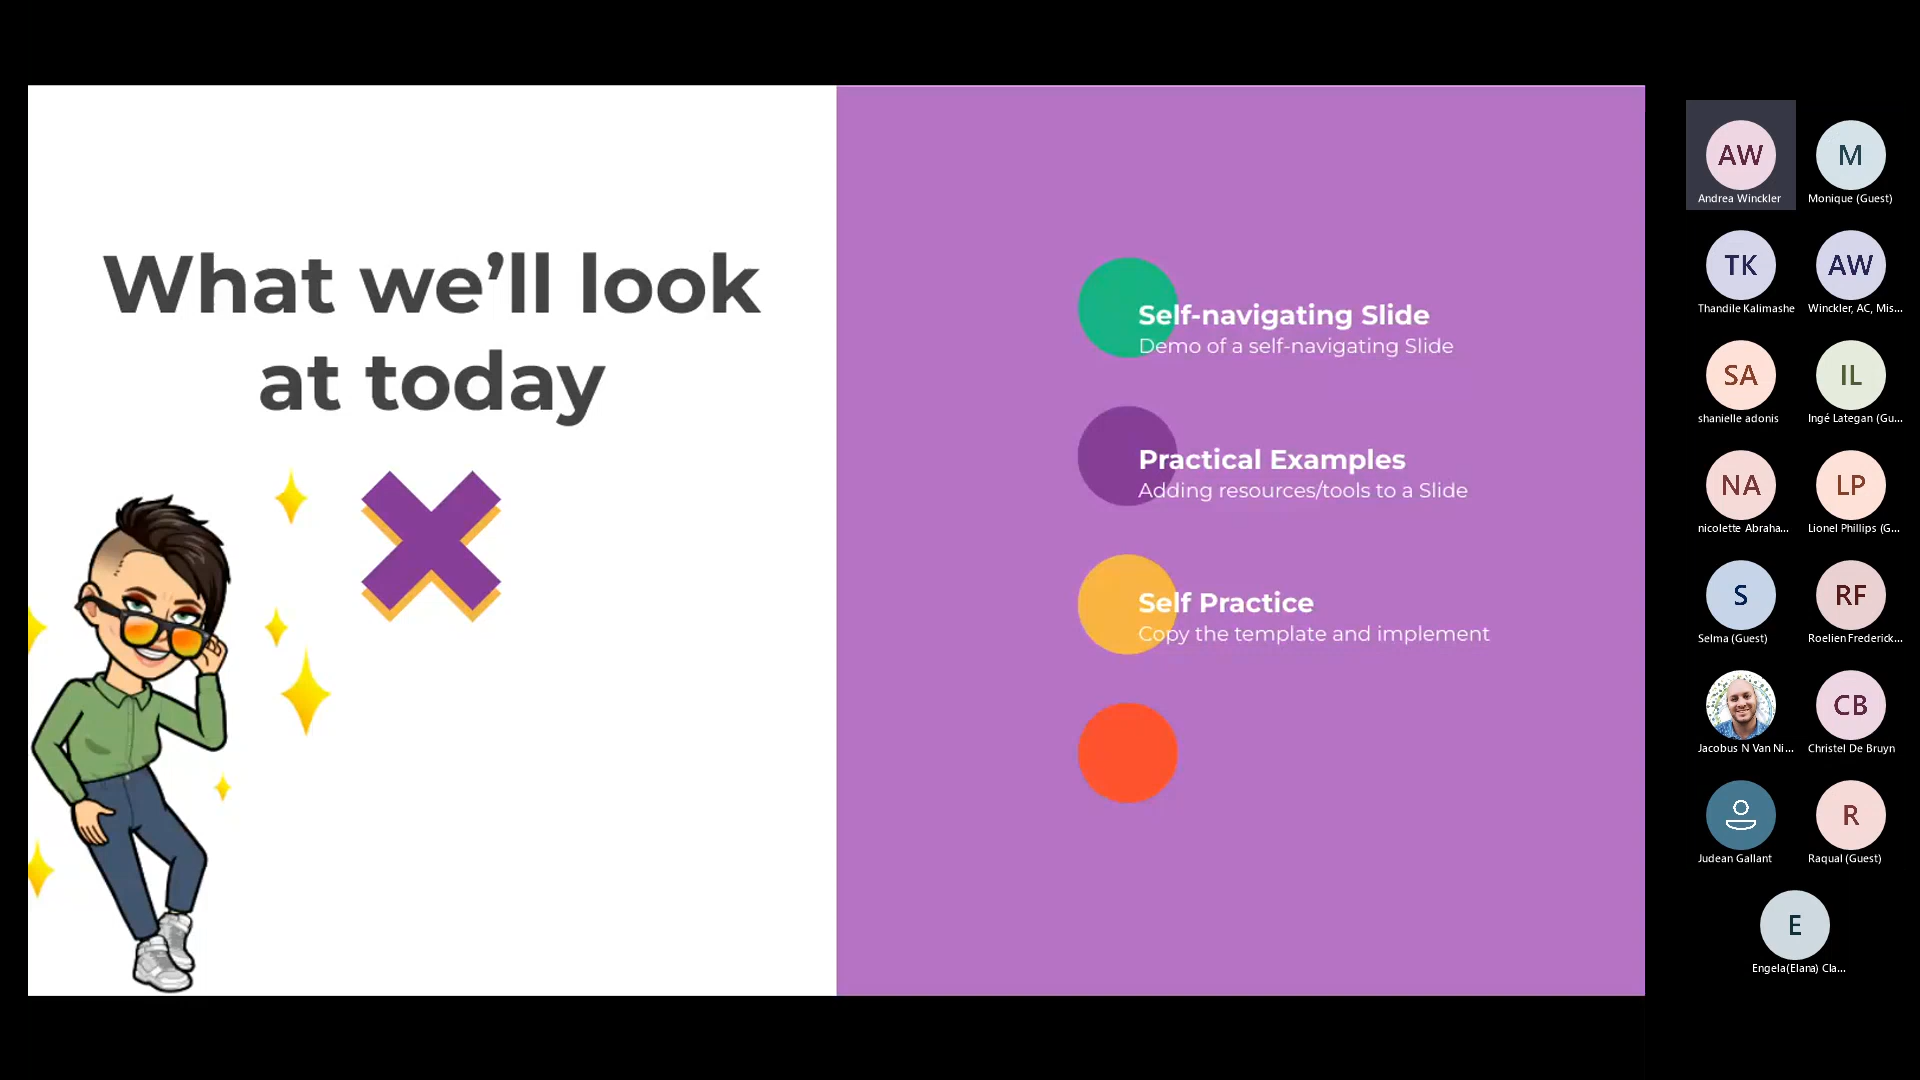 What we’ll look
at today
Self-navigating Slide
Demo of a self-navigating Slide
Practical Examples
Adding resources/tools to a Slide
Self Practice
Copy the template and implement
AW
Andrea Winckler
M
Monique (Guest)
TK
Thandile Kalimashe
AW
Winckler, AC, Mis...
SA
shanielle adonis
IL
Ingé Lategan (Gu...
NA
nicolette Abraha...
LP
Lionel Phillips (G...
S
Selma (Guest)
RF
Roelien Frederick...
Jacobus N Van Ni...
CB
Christel De Bruyn
Judean Gallant
R
Raqual (Guest)
E
Engela(Elana) Cla...